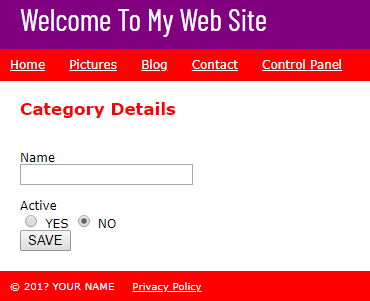 Welcome To My Web Site
Home Pictures Blog Contact Control Panel
Category Details
Name
Active
YES NO
SAVE
© 201? YOUR NAME Privacy Policy